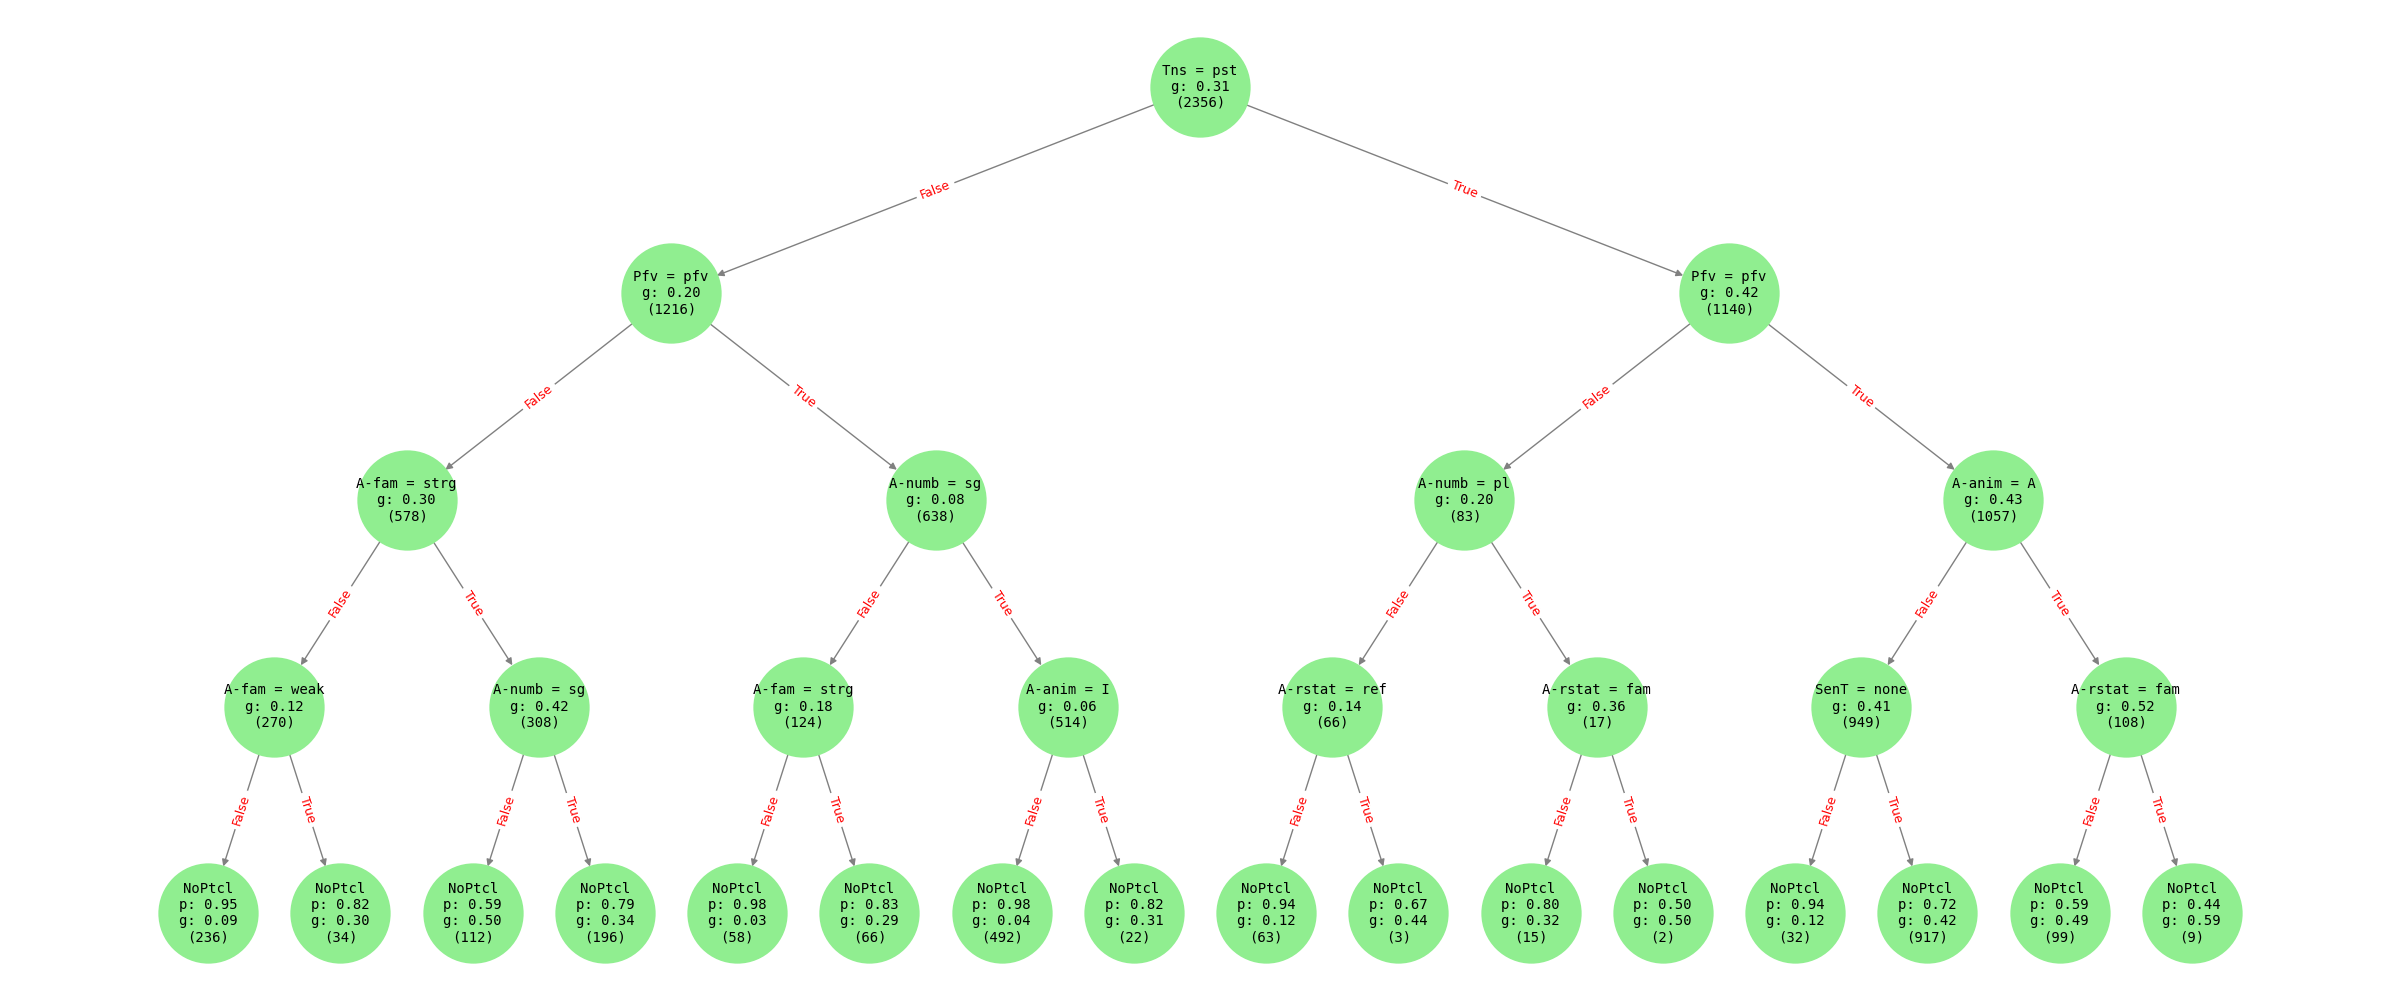 Tns = pst
g: 0.31
(2356)
False
True
Pfv = pfv
g: 0.20
(1216)
Pfv = pfv
g: 0.42
(1140)
False
True
False
True
A-fam = strg
g: 0.30
(578)
A-numb = sg
g: 0.08
(638)
A-numb = pl
g: 0.20
(83)
A-anim = A
g: 0.43
(1057)
False
True
False
True
False
True
False
True
A-fam = weak
g: 0.12
(270)
A-numb = sg
g: 0.42
(308)
A-fam = strg
g: 0.18
(124)
A-anim = I
g: 0.06
(514)
A-rstat = ref
g: 0.14
(66)
A-rstat = fam
g: 0.36
(17)
SenT = none
g: 0.41
(949)
A-rstat = fam
g: 0.52
(108)
False
True
False
True
False
True
False
True
False
True
False
True
False
True
False
True
NoPtcl
p: 0.95
g: 0.09
(236)
NoPtcl
p: 0.82
g: 0.30
(34)
NoPtcl
p: 0.59
g: 0.50
(112)
NoPtcl
p: 0.79
g: 0.34
(196)
NoPtcl
p: 0.98
g: 0.03
(58)
NoPtcl
p: 0.83
g: 0.29
(66)
NoPtcl
p: 0.98
g: 0.04
(492)
NoPtcl
p: 0.82
g: 0.31
(22)
NoPtcl
p: 0.94
g: 0.12
(63)
NoPtcl
p: 0.67
g: 0.44
(3)
NoPtcl
p: 0.80
g: 0.32
(15)
NoPtcl
p: 0.50
g: 0.50
(2)
NoPtcl
p: 0.94
g: 0.12
(32)
NoPtcl
p: 0.72
g: 0.42
(917)
NoPtcl
p: 0.59
g: 0.49
(99)
NoPtcl
p: 0.44
g: 0.59
(9)